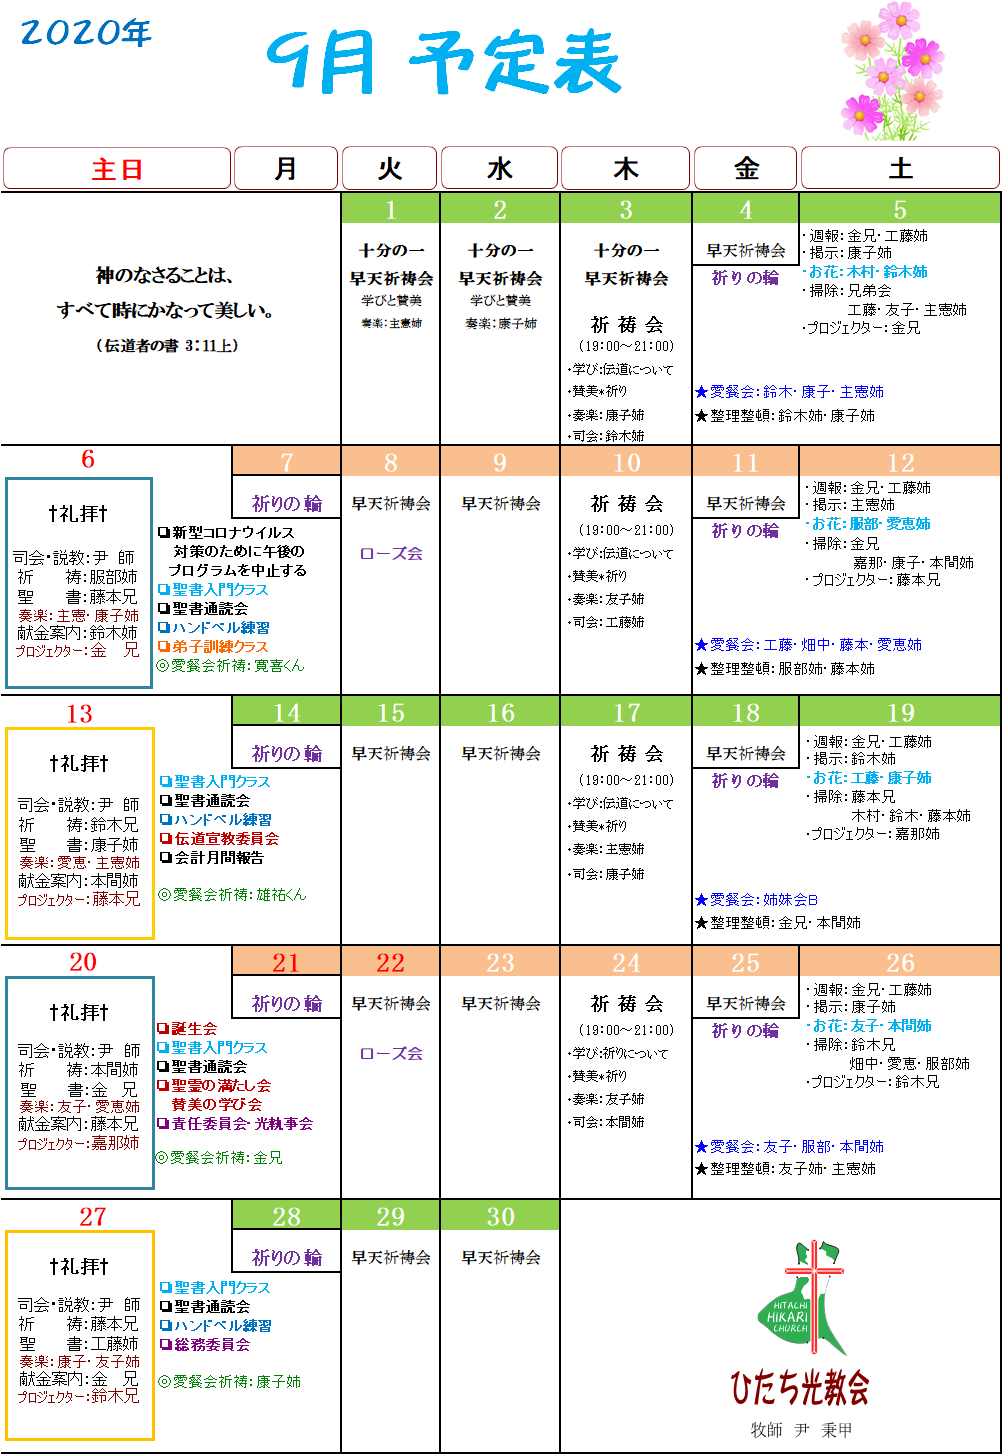 2020年
9月 予定表
主日 月 火 水 木 金 土
神のなさることは、
すべて時にかなって美しい。
(伝道者の書 3:11上)
1
十分の一
早天祈祷会
学びと賛美
奏楽:主憲姉
2
十分の一
早天祈祷会
学びと賛美
奏楽:康子姉
3
十分の一
早天祈祷会
祈 祷 会
(19:00~21:00)
・学び:伝道について
・賛美*祈り
・奏楽:康子姉
・司会:鈴木姉
4
早天祈祷会
祈りの輪
5
・週報:金兄・工藤姉
・掲示:康子姉
・お花:木村・鈴木姉
・掃除:兄弟会
工藤・友子・主憲姉
・プロジェクター:金兄
★愛餐会:鈴木・康子・主憲姉
★整理整頓:鈴木姉・康子姉
6
†礼拝†
司会・説教:尹 師
祈 祷:服部姉
聖 書:藤本兄
奏楽:主憲・康子姉
献金案内:鈴木姉
プロジェクター:金 兄
❏新型コロナウイルス
対策のために午後の
プログラムを中止する
❏聖書入門クラス
❏聖書通読会
❏ハンドベル練習
❏弟子訓練クラス
◎愛餐会祈祷:寛喜くん
7
祈りの輪
8
早天祈祷会
ローズ会
9
早天祈祷会
10
祈 祷 会
(19:00~21:00)
・学び:伝道について
・賛美*祈り
・奏楽:友子姉
・司会:工藤姉
11
早天祈祷会
祈りの輪
12
・週報:金兄・工藤姉
・掲示:主憲姉
・お花:服部・愛恵姉
・掃除:金兄
嘉那・康子・本間姉
・プロジェクター:藤本兄
★愛餐会:工藤・畑中・藤本・愛恵姉
★整理整頓:服部姉・藤本姉
13
†礼拝†
司会・説教:尹 師
祈 祷:鈴木兄
聖 書:康子姉
奏楽:愛恵・主憲姉
献金案内:本間姉
プロジェクター:藤本兄
❏聖書入門クラス
❏聖書通読会
❏ハンドベル練習
❏伝道宣教委員会
❏会計月間報告
◎愛餐会祈祷:雄祐くん
14
祈りの輪
15
早天祈祷会
16
早天祈祷会
17
祈 祷 会
(19:00~21:00)
・学び:伝道について
・賛美*祈り
・奏楽:主憲姉
・司会:康子姉
18
早天祈祷会
祈りの輪
19
・週報:金兄・工藤姉
・掲示:鈴木姉
・お花:工藤・康子姉
・掃除:藤本兄
木村・鈴木・藤本姉
・プロジェクター:嘉那姉
★愛餐会:姉妹会B
★整理整頓:金兄・本間姉
20
†礼拝†
司会・説教:尹 師
祈 祷:本間姉
聖 書:金 兄
奏楽:友子・愛恵姉
献金案内:藤本兄
プロジェクター:嘉那姉
❏誕生会
❏聖書入門クラス
❏聖書通読会
❏聖霊の満たし会
賛美の学び会
❏責任委員会・光執事会
◎愛餐会祈祷:金兄
21
祈りの輪
22
早天祈祷会
ローズ会
23
早天祈祷会
24
祈 祷 会
(19:00~21:00)
・学び:祈りについて
・賛美*祈り
・奏楽:友子姉
・司会:本間姉
25
早天祈祷会
祈りの輪
26
・週報:金兄・工藤姉
・掲示:康子姉
・お花:友子・本間姉
・掃除:鈴木兄
畑中・愛恵・服部姉
・プロジェクター:鈴木兄
★愛餐会:友子・服部・本間姉
★整理整頓:友子姉・主憲姉
27
†礼拝†
司会・説教:尹 師
祈 祷:藤本兄
聖 書:工藤姉
奏楽:康子・友子姉
献金案内:金 兄
プロジェクター:鈴木兄
❏聖書入門クラス
❏聖書通読会
❏ハンドベル練習
❏総務委員会
◎愛餐会祈祷:康子姉
28
祈りの輪
29
早天祈祷会
30
早天祈祷会
HITACHI
HIKARI
CHURCH
ひたち光教会
牧師 尹 秉甲